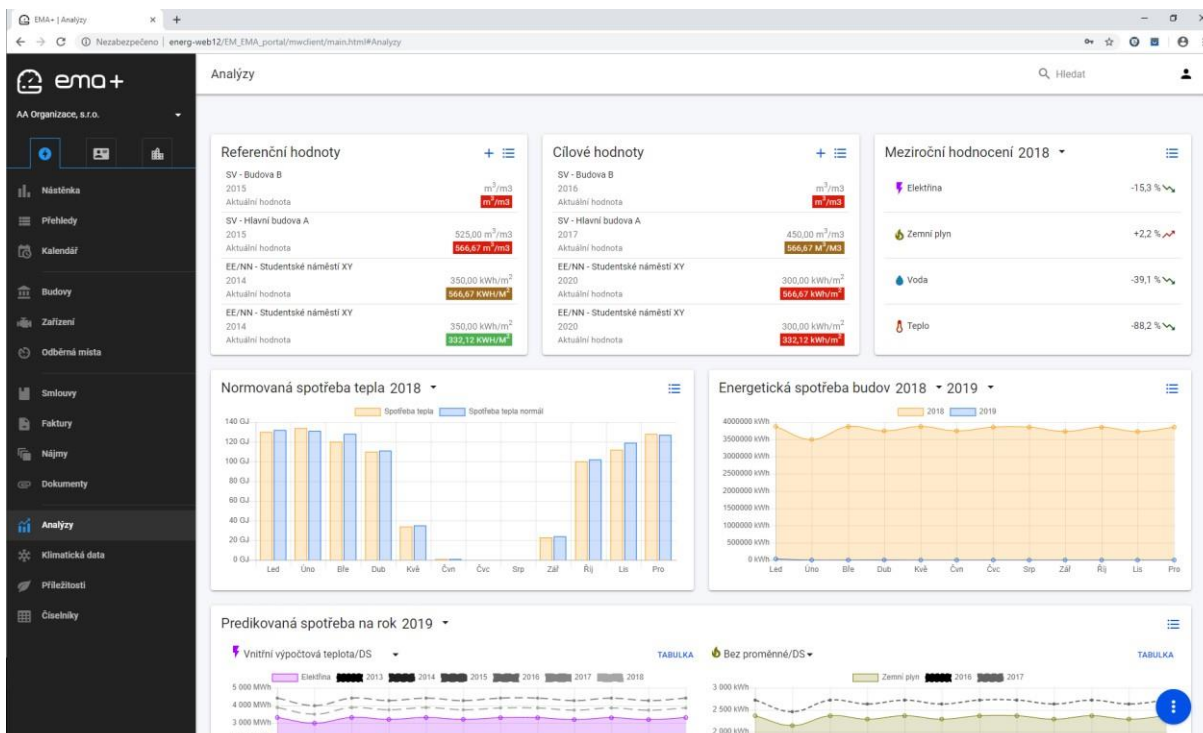 EMA+ | Analýzy
Nezabezpečeno | energ-web12/EM_EMA_portal/mwclient/main.html#Analyzy
ema+
AA Organizace, s.r.o.
Nástěnka
Přehledy
Kalendář
Budovy
Zařízení
Odběrná místa
Smlouvy
Faktury
Nájmy
Dokumenty
Analýzy
Klimatická data
Příležitosti
Číselníky
Analýzy
Hledat
Referenční hodnoty
SV - Budova B
2015 m³/m3
Aktuální hodnota m³/m3
SV - Hlavní budova A
2015 525,00 m³/m3
Aktuální hodnota 566,67 m³/m3
EE/NN - Studentské náměstí XY
2014 350,00 kWh/m²
Aktuální hodnota 566,67 KWH/M²
EE/NN - Studentské náměstí XY
2014 350,00 kWh/m²
Aktuální hodnota 332,12 KWH/M²
Cílové hodnoty
SV - Budova B
2016 m³/m3
Aktuální hodnota m³/m3
SV - Hlavní budova A
2017 450,00 m³/m3
Aktuální hodnota 566,67 M³/M3
EE/NN - Studentské náměstí XY
2020 300,00 kWh/m²
Aktuální hodnota 566,67 kWh/m²
EE/NN - Studentské náměstí XY
2020 300,00 kWh/m²
Aktuální hodnota 332,12 kWh/m²
Meziroční hodnocení 2018
Elektřina -15,3 %
Zemní plyn +2,2 %
Voda -39,1 %
Teplo -88,2 %
Normovaná spotřeba tepla 2018
Spotřeba tepla Spotřeba tepla normál
140 GJ
120 GJ
100 GJ
80 GJ
60 GJ
40 GJ
20 GJ
0 GJ
Led Úno Bře Dub Kvě Čvn Čvc Srp Zář Říj Lis Pro
Energetická spotřeba budov 2018 2019
2018 2019
4000000 kWh
3500000 kWh
3000000 kWh
2500000 kWh
2000000 kWh
1500000 kWh
1000000 kWh
500000 kWh
0 kWh
Led Úno Bře Dub Kvě Čvn Čvc Srp Zář Říj Lis Pro
Predikovaná spotřeba na rok 2019
Vnitřní výpočtová teplota/DS TABULKA
Elektřina 2013 2014 2015 2016 2017 2018
5 000 MWh
4 000 MWh
3 000 MWh
Bez proměnné/DS TABULKA
Zemní plyn 2016 2017
3 000 kWh
2 500 kWh
2 000 kWh